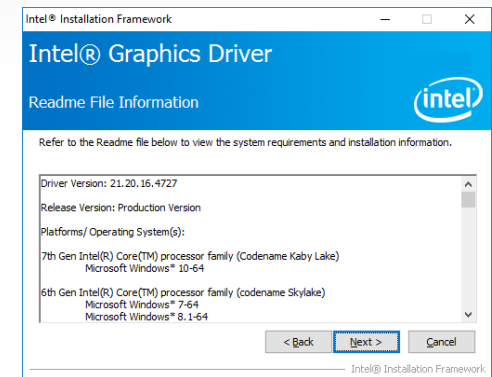 Intel® Installation Framework
Intel® Graphics Driver
Readme File Information
intel
Refer to the Readme file below to view the system requirements and installation information.
Driver Version: 21.20.16.4727
Release Version: Production Version
Platforms/ Operating System(s):
7th Gen Intel(R) Core(TM) processor family (Codename Kaby Lake)
Microsoft Windows* 10-64
6th Gen Intel(R) Core(TM) processor family (codename Skylake)
Microsoft Windows* 7-64
Microsoft Windows* 8.1-64
< Back Next > Cancel
Intel® Installation Framework